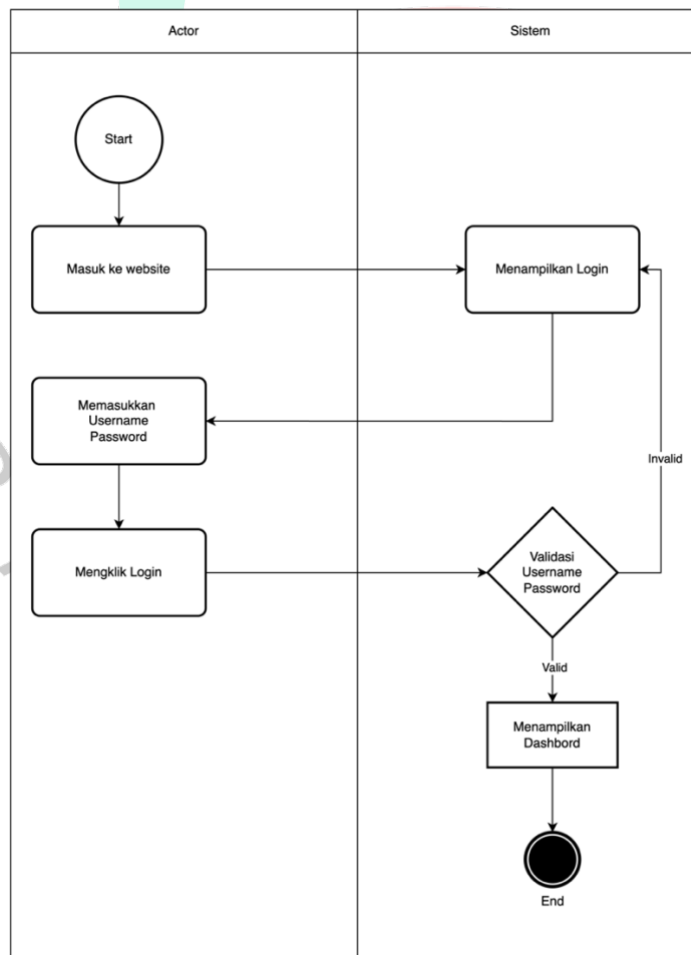 Actor
Sistem
Start
Masuk ke website
Menampilkan Login
Memasukkan
Username
Password
Invalid
Mengklik Login
Validasi
Username
Password
Valid
Menampilkan
Dashbord
End